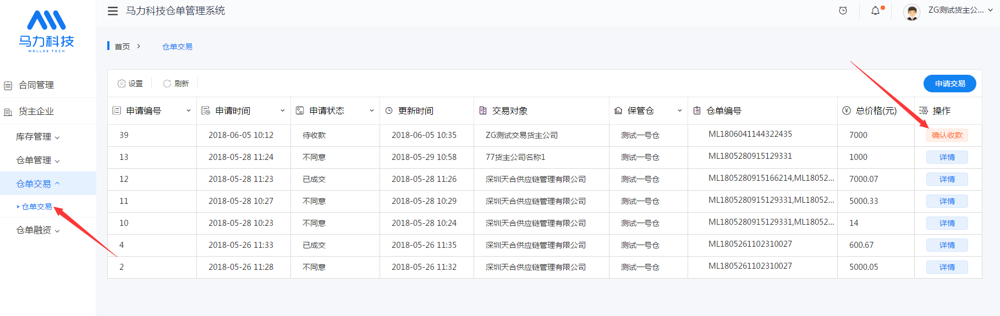 马力科技
MALLEE TECH
马力科技仓单管理系统
ZG测试货主公...
首页
仓单交易
合同管理
货主企业
库存管理
仓单管理
仓单交易
仓单交易
仓单融资
设置 刷新 申请交易
申请编号 申请时间 申请状态 更新时间 交易对象 保管仓 仓单编号 总价格(元) 操作
39 2018-06-05 10:12 待收款 2018-06-05 10:35 ZG测试交易货主公司 测试一号仓 ML1806041144322435 7000 确认收款
13 2018-05-28 11:24 不同意 2018-05-29 10:58 77货主公司名称1 测试一号仓 ML1805280915129331 1000 详情
12 2018-05-28 11:23 已成交 2018-05-28 11:26 深圳天合供应链管理有限公司 测试一号仓 ML1805280915166214,ML18052... 7000.07 详情
11 2018-05-28 10:27 不同意 2018-05-28 10:29 深圳天合供应链管理有限公司 测试一号仓 ML1805280915129331,ML18052... 5000.33 详情
10 2018-05-28 10:23 不同意 2018-05-28 10:24 深圳天合供应链管理有限公司 测试一号仓 ML1805280915129331,ML18052... 14 详情
4 2018-05-26 11:33 已成交 2018-05-26 11:35 深圳天合供应链管理有限公司 测试一号仓 ML1805261102310027 600.67 详情
2 2018-05-26 11:28 不同意 2018-05-26 11:32 深圳天合供应链管理有限公司 测试一号仓 ML1805261102310027 5000.05 详情